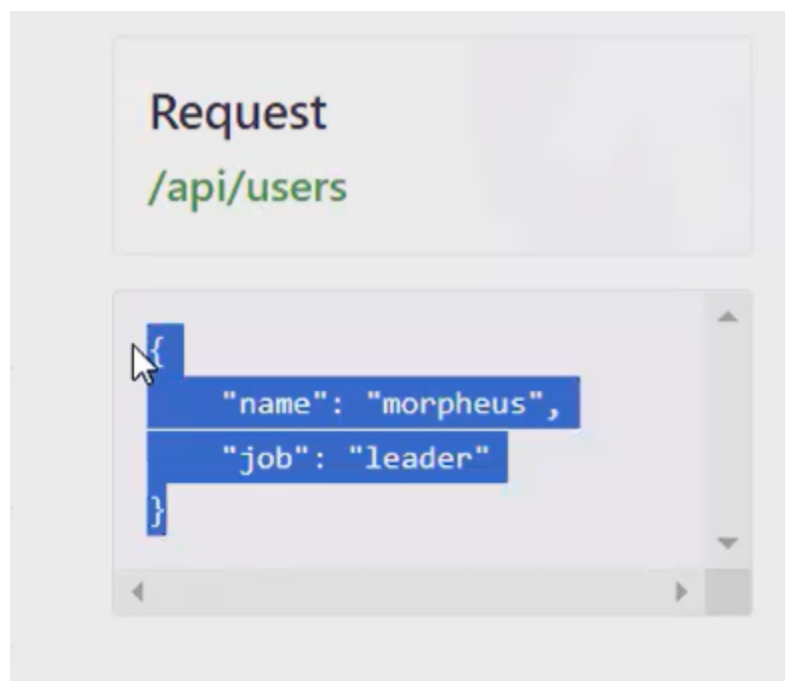 Request
/api/users
{
"name": "morpheus",
"job": "leader"
}